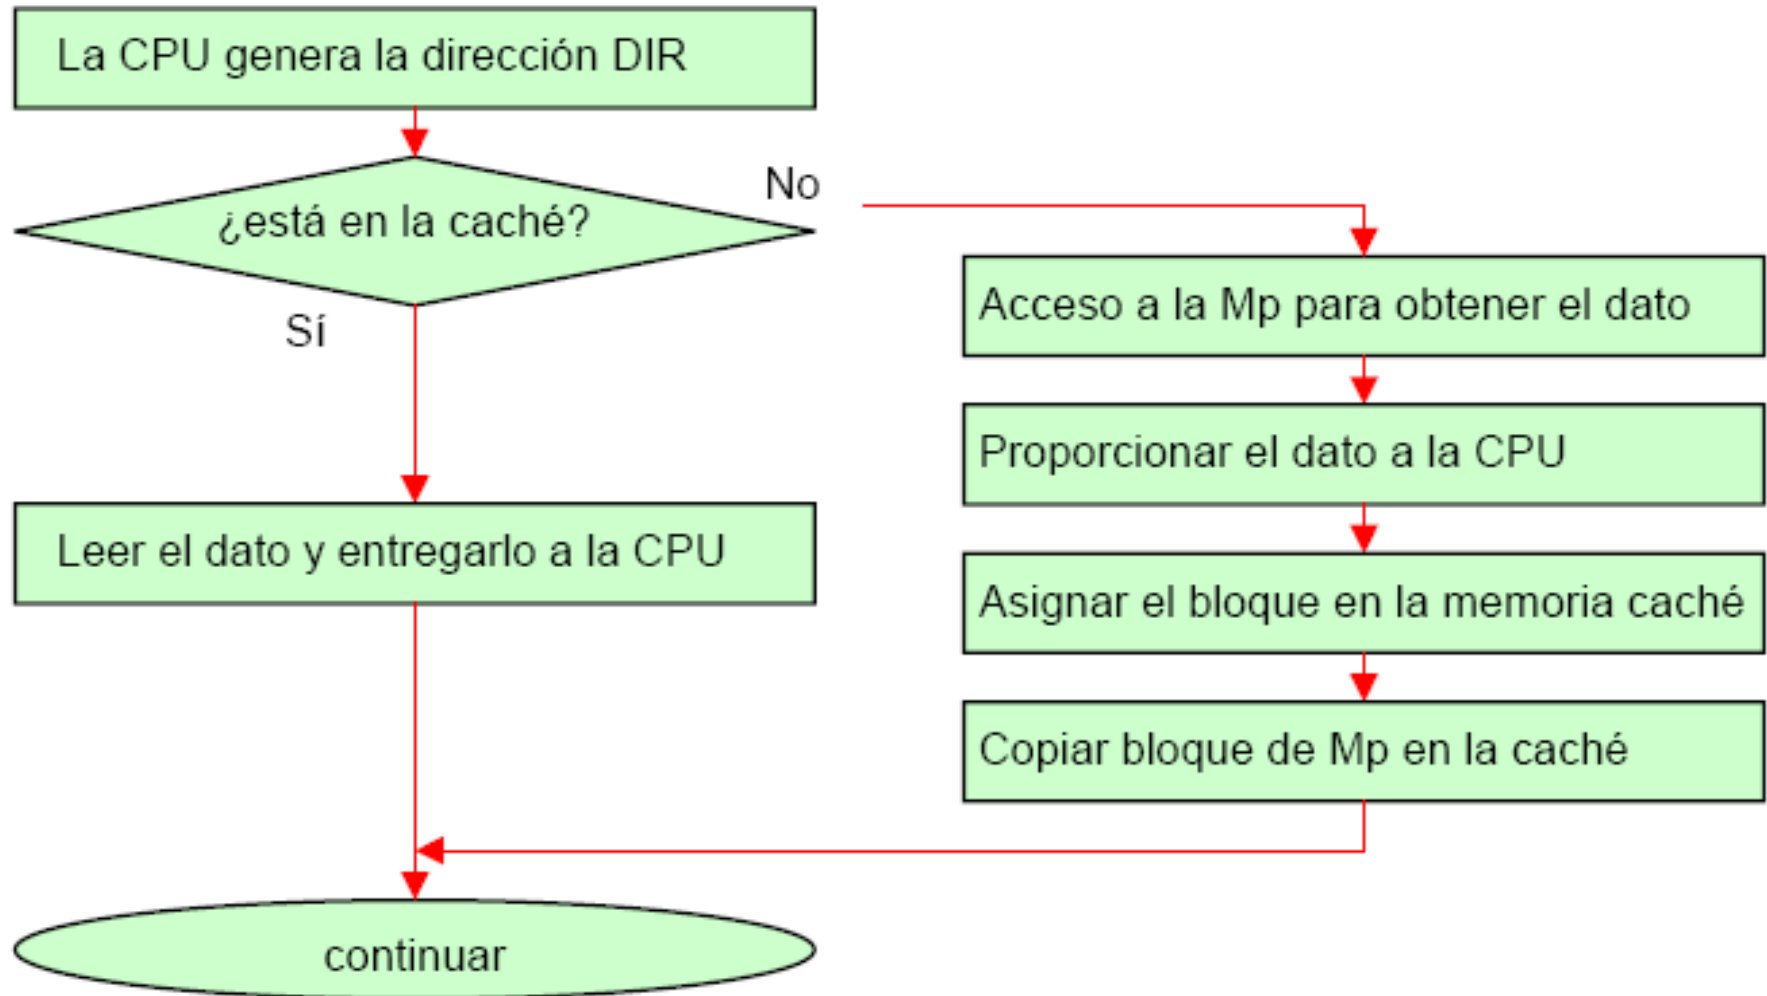 La CPU genera la dirección DIR
No
¿está en la caché?
Sí
Acceso a la Mp para obtener el dato
Proporcionar el dato a la CPU
Leer el dato y entregarlo a la CPU
Asignar el bloque en la memoria caché
Copiar bloque de Mp en la caché
continuar